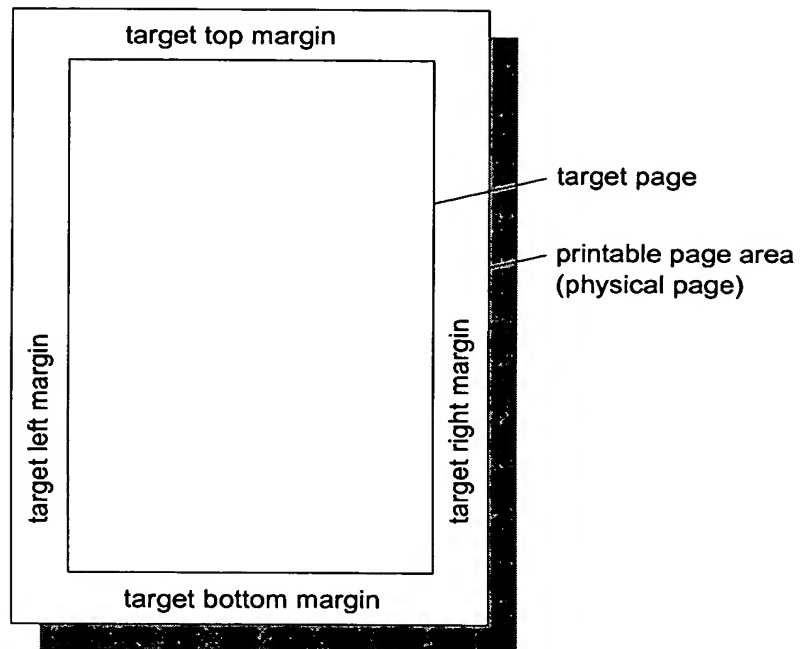 target top margin
target page
printable page area
(physical page)
target left margin
target right margin
target bottom margin